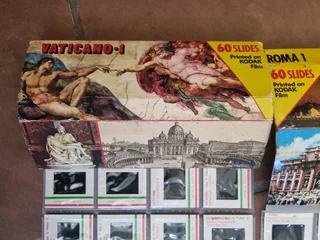 VATICANO-1
60 SLIDES
Printed on
KODAK
Film
ROMA 1
60 SLIDES
Printed on
KODAK
Film